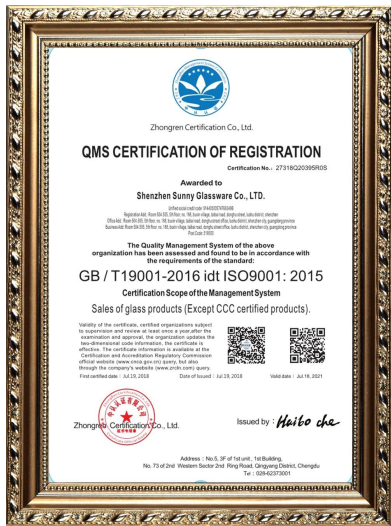 Zhongren Certification Co., Ltd.
QMS CERTIFICATION OF REGISTRATION
Certification No.: 27318Q20395R0S
Awarded to
Shenzhen Sunny Glassware Co., LTD.
Post Code: 518003
The Quality Management System of the above
organization has been assessed and found to be in accordance with
the requirements of the standard:
GB / T19001-2016 idt ISO9001: 2015
Certification Scope of the Management System
Sales of glass products (Except CCC certified products).
Validity of the certificate, certified organizations subject
to supervision and review at least once a year, after the
examination and approval, the organization updates the
two-dimensional code information, the certificate is
effective. The certificate information is available at the
Certification and Accreditation Regulatory Commission
official website (www.cnca.gov.cn) query, but also
through the company's website (www.zrcln.com) query.
First certified date: Jul.19, 2018 Date of Issued: Jul.19, 2018 Valid date: Jul.18, 2021
Zhongren Certification Co., Ltd.
Issued by: Haibo che
Address: No.5, 3F of 1st unit, 1st Building,
No. 73 of 2nd Western Sector 2nd Ring Road, Qingyang District, Chengdu
Tel: 028-62373001